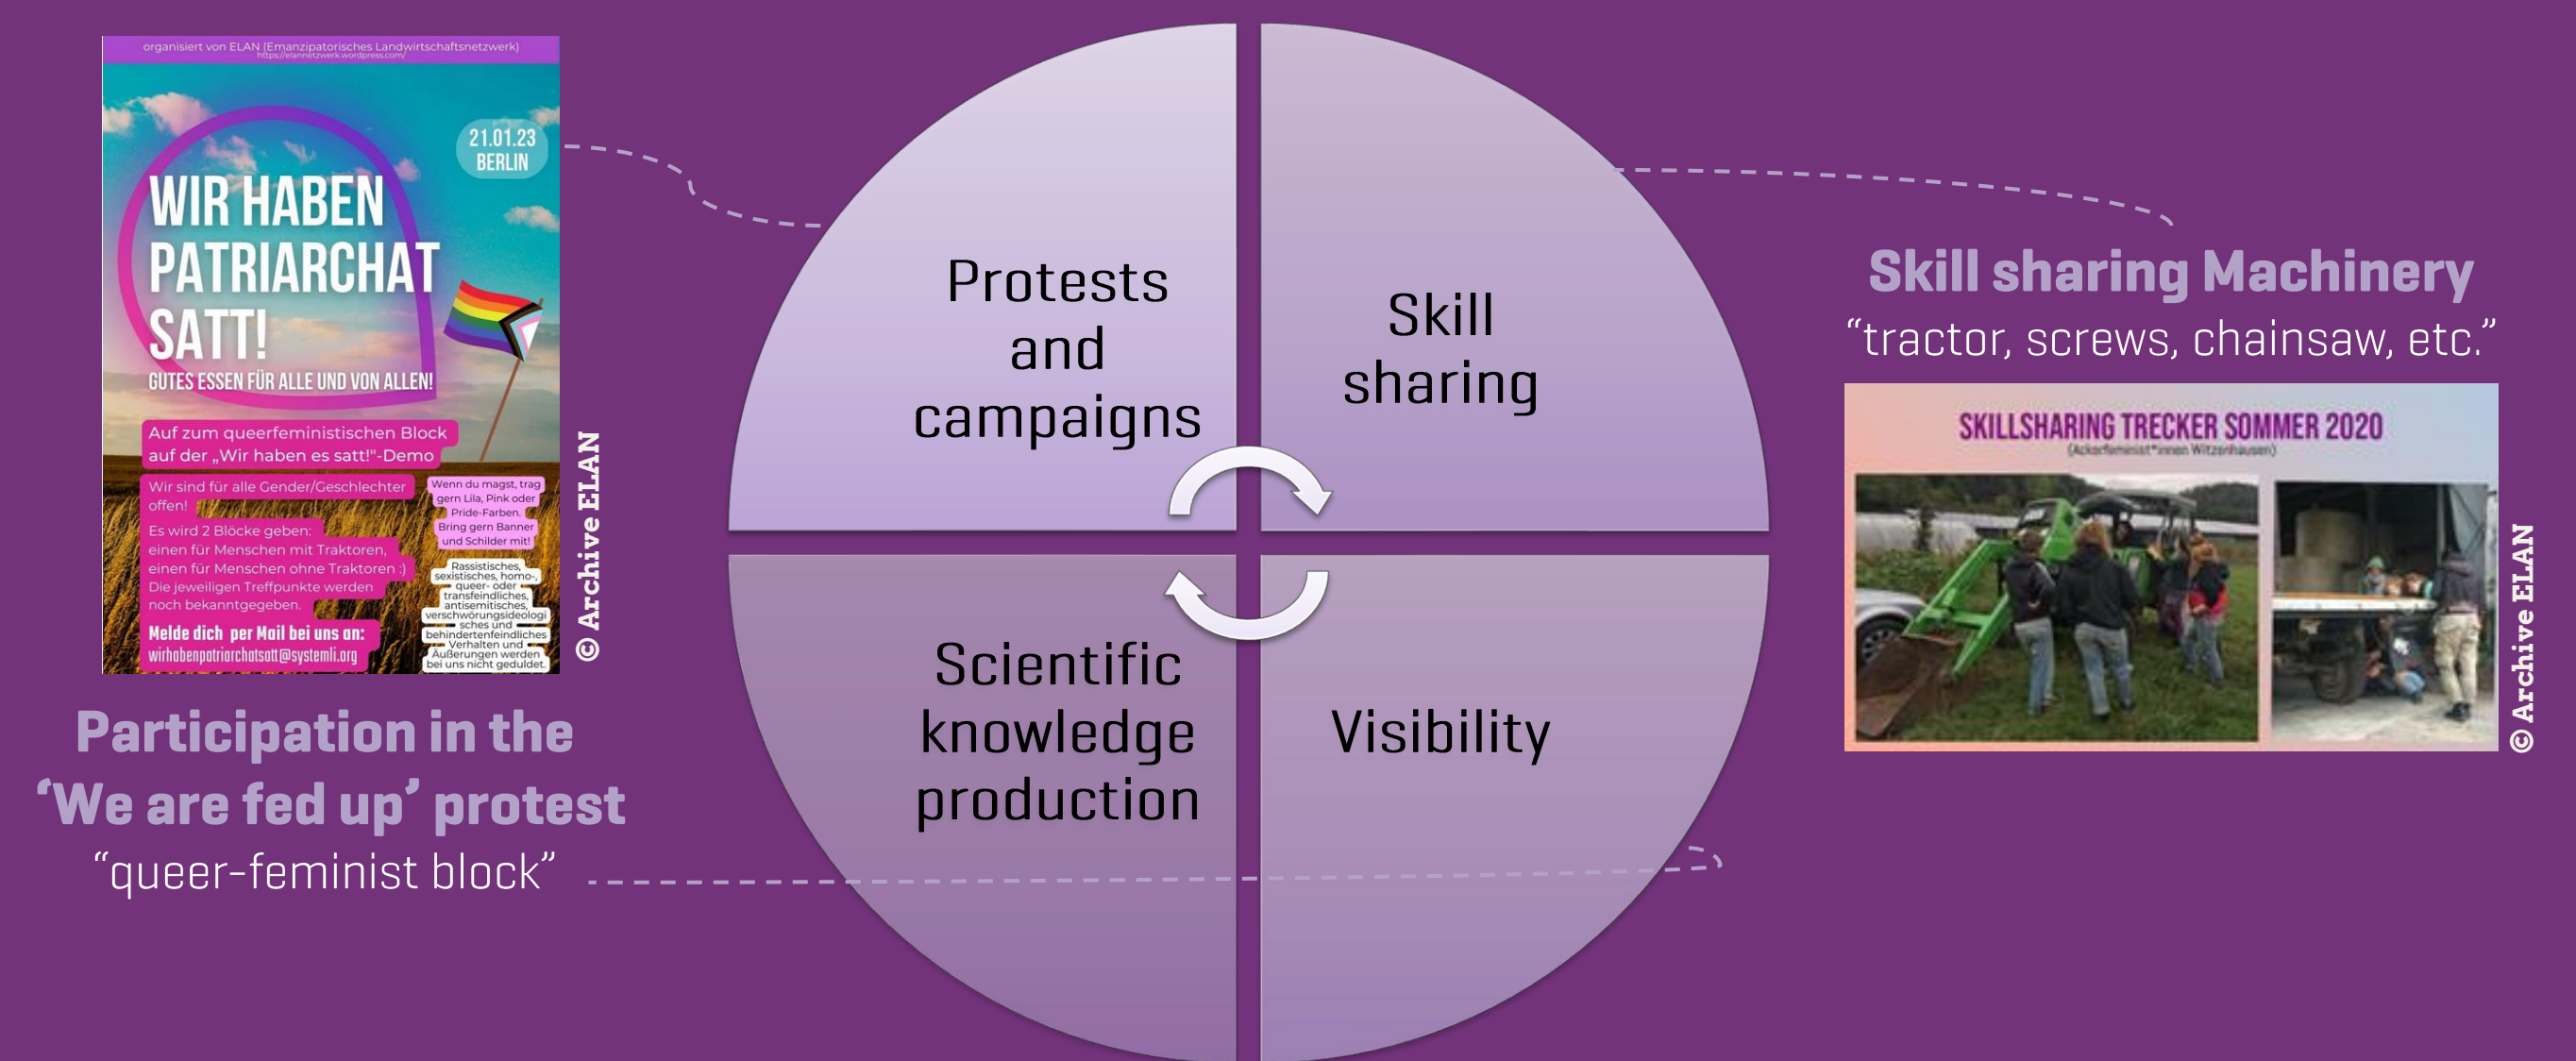 organisiert von ELAN (Emanzipatorisches Landwirtschaftsnetzwerk)
https://elannetzwerk.wordpress.com/
21.01.23
BERLIN
WIR HABEN
PATRIARCHAT
SATT!
GUTES ESSEN FÜR ALLE UND VON ALLEN!
Auf zum queerfeministischen Block
auf der „Wir haben es satt!"-Demo
Wir sind für alle Gender/Geschlechter
offen!
Es wird 2 Blöcke geben:
einen für Menschen mit Traktoren,
einen für Menschen ohne Traktoren :)
Die jeweiligen Treffpunkte werden
noch bekanntgegeben.
Melde dich per Mail bei uns an:
wirhabenpatriarchatsatt@systemli.org
Wenn du magst, trag
gern Lila, Pink oder
Pride-Farben.
Bring gern Banner
und Schilder mit!
Rassistisches,
sexistisches, homo-,
queer- oder
transfeindliches,
antisemitisches,
verschwörungsideologi
sches und
behindertenfeindliches
Verhalten und
Äußerungen werden
bei uns nicht geduldet.
© Archive ELAN
Participation in the
‘We are fed up’ protest
“queer-feminist block”
Protests
and
campaigns
Skill
sharing
Scientific
knowledge
production
Visibility
Skill sharing Machinery
“tractor, screws, chainsaw, etc.”
SKILLSHARING TRECKER SOMMER 2020
(Ackerfeminist*innen Witzenhausen)
© Archive ELAN